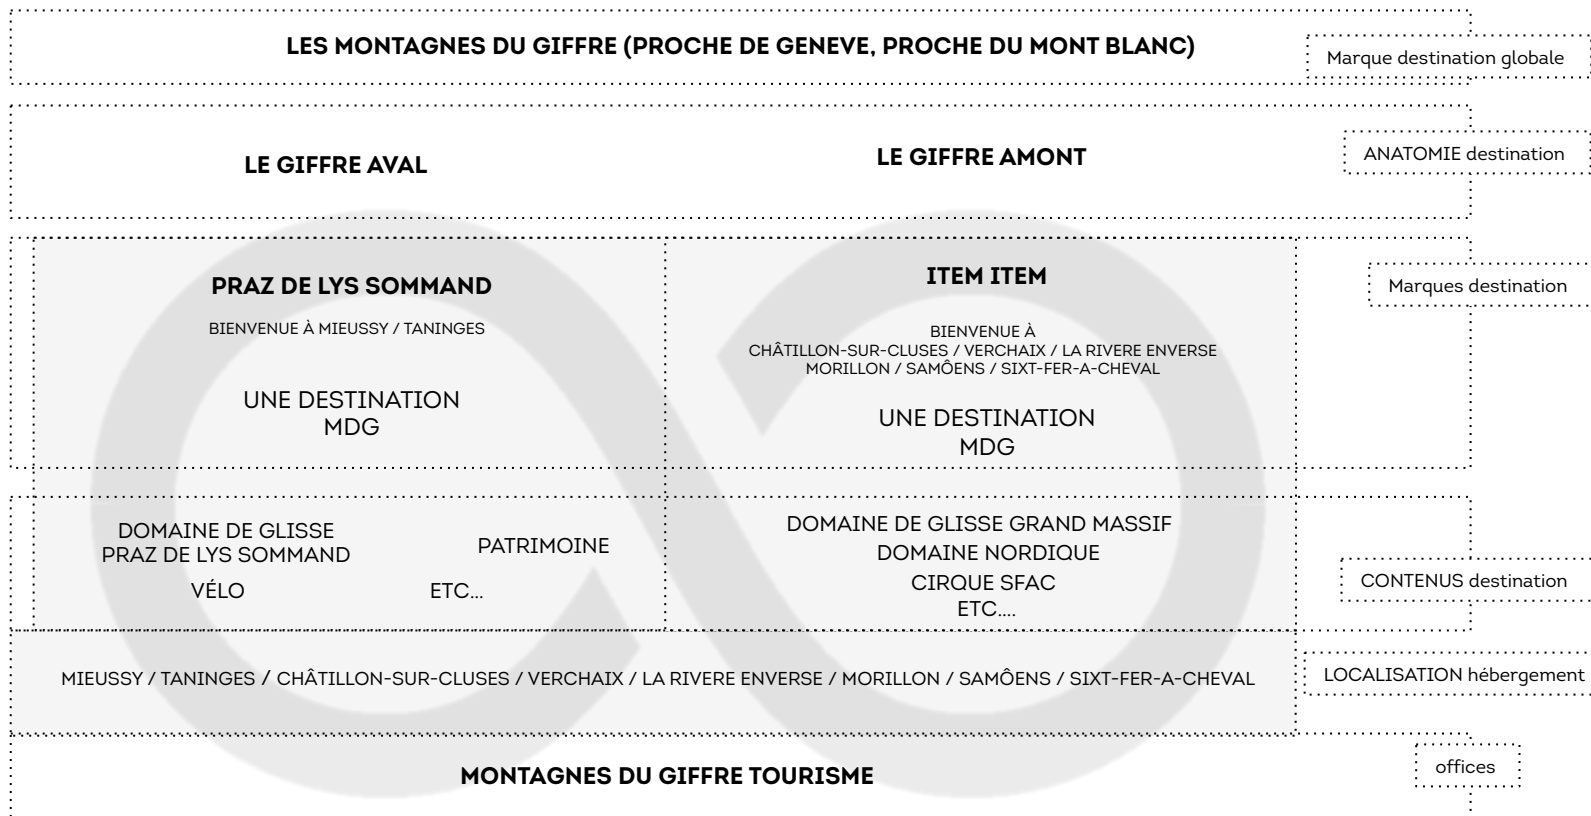 LES MONTAGNES DU GIFFRE (PROCHE DE GENEVE, PROCHE DU MONT BLANC)
Marque destination globale
LE GIFFRE AVAL
LE GIFFRE AMONT
ANATOMIE destination
PRAZ DE LYS SOMMAND
BIENVENUE À MIEUSSY / TANINGES
UNE DESTINATION
MDG
ITEM ITEM
BIENVENUE À
CHÂTILLON-SUR-CLUSES / VERCHAIX / LA RIVERE ENVERSE
MORILLON / SAMÔENS / SIXT-FER-A-CHEVAL
UNE DESTINATION
MDG
Marques destination
DOMAINE DE GLISSE
PRAZ DE LYS SOMMAND
PATRIMOINE
VÉLO
ETC...
DOMAINE DE GLISSE GRAND MASSIF
DOMAINE NORDIQUE
CIRQUE SFAC
ETC....
CONTENUS destination
MIEUSSY / TANINGES / CHÂTILLON-SUR-CLUSES / VERCHAIX / LA RIVERE ENVERSE / MORILLON / SAMÔENS / SIXT-FER-A-CHEVAL
LOCALISATION hébergement
MONTAGNES DU GIFFRE TOURISME
offices